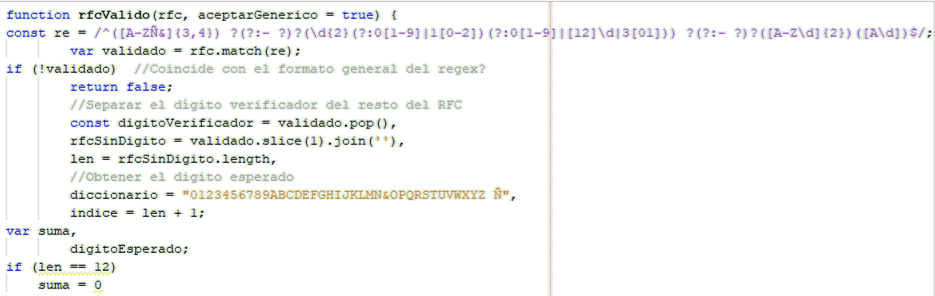 function rfcValido(rfc, aceptarGenerico = true) {
const re = /^([A-ZÑ&]{3,4}) ?(?:- ?)?(\d{2}(?:0[1-9]|1[0-2])(?:0[1-9]|[12]\d|3[01])) ?(?:- ?)?([A-Z\d]{2})([A\d])$/;
var validado = rfc.match(re);
if (!validado) //Coincide con el formato general del regex?
return false;
//Separar el dígito verificador del resto del RFC
const digitoVerificador = validado.pop(),
rfcSinDigito = validado.slice(1).join(''),
len = rfcSinDigito.length,
//Obtener el digito esperado
diccionario = "0123456789ABCDEFGHIJKLMN&OPQRSTUVWXYZ Ñ",
indice = len + 1;
var suma,
digitoEsperado;
if (len == 12)
suma = 0